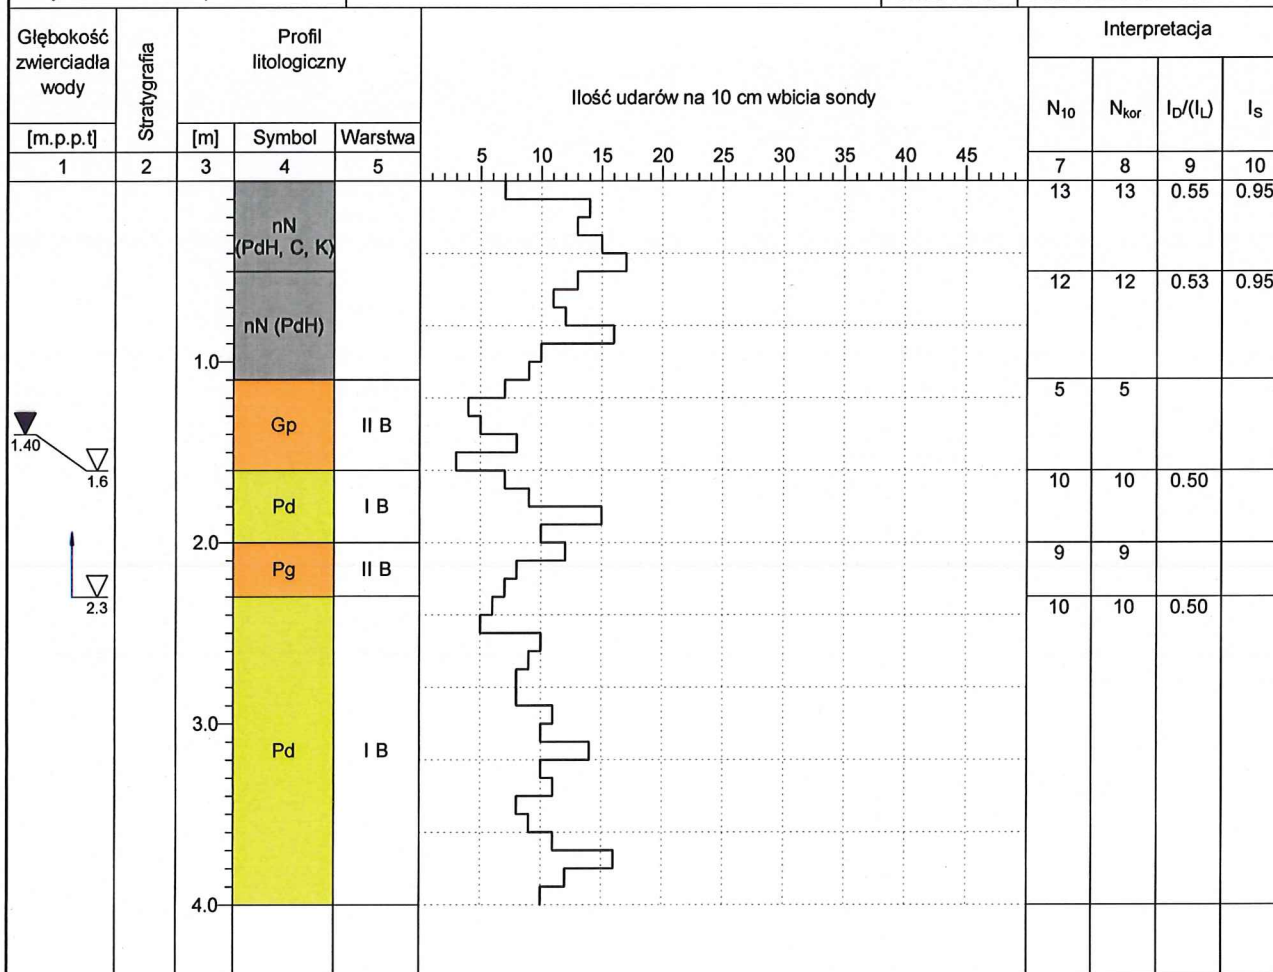 Głębokość zwierciadła wody
[m.p.p.t]
Stratygrafia
Profil litologiczny
[m] Symbol Warstwa
Ilość udarów na 10 cm wbicia sondy
5 10 15 20 25 30 35 40 45
Interpretacja
N10 Nkor ID/(IL) IS
1 2 3 4 5 7 8 9 10
nN (PdH, C, K)
13 13 0.55 0.95
nN (PdH)
12 12 0.53 0.95
1.0
Gp II B
5 5
1.40
1.6
Pd I B
10 10 0.50
2.0
Pg II B
9 9
2.3
10 10 0.50
3.0
Pd I B
4.0